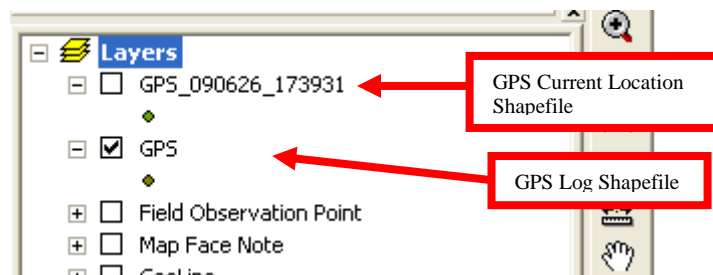 Layers
GPS_090626_173931
GPS Current Location
Shapefile
GPS
GPS Log Shapefile
Field Observation Point
Map Face Note